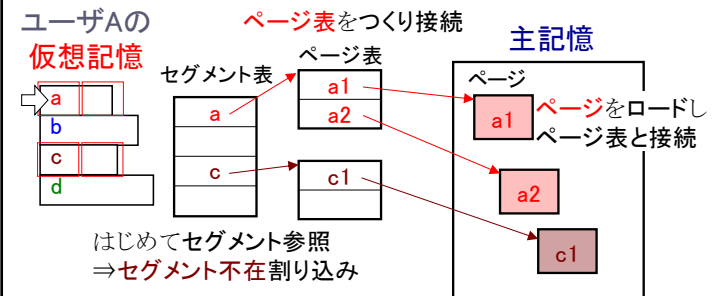 ユーザAの
仮想記憶
ページ表をつくり接続
主記憶
セグメント表
ページ表
ページ
a
b
c
d
a
c
a1
a2
c1
a1
ページをロードし
ページ表と接続
a2
c1
はじめてセグメント参照
⇒セグメント不在割り込み